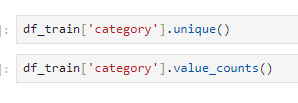 ]: df_train['category'].unique()
]: df_train['category'].value_counts()